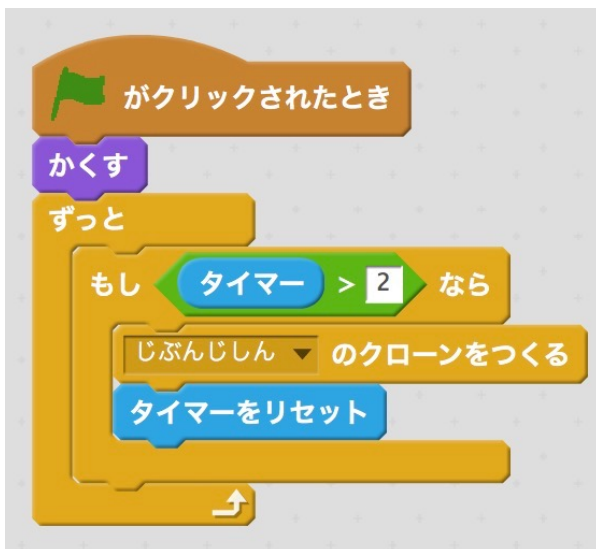 がクリックされたとき
かくす
ずっと
もし タイマー > 2 なら
じぶんじしん のクローンをつくる
タイマーをリセット